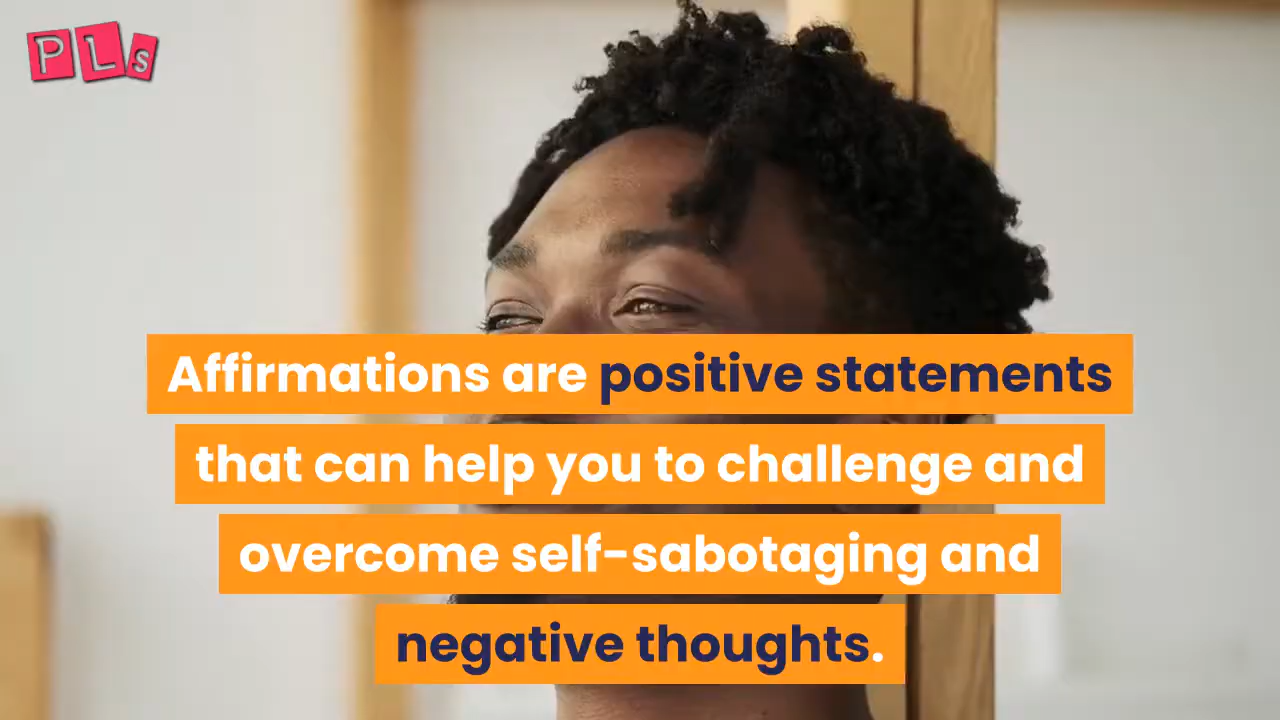 PLs
Affirmations are positive statements
that can help you to challenge and
overcome self-sabotaging and
negative thoughts.